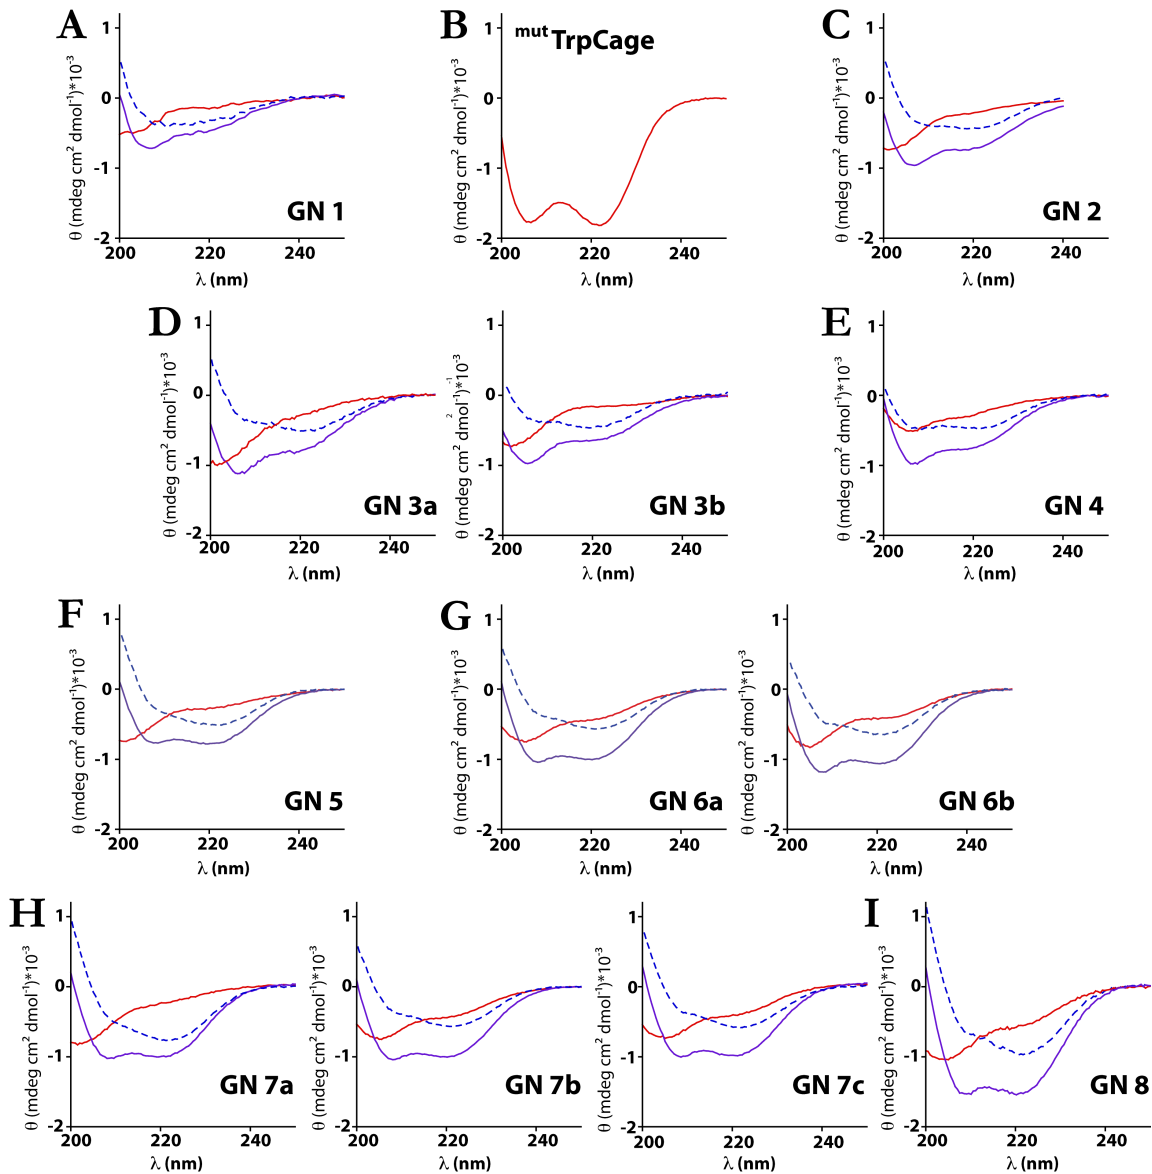 A
1
0
-1
-2
θ (mdeg cm² dmol⁻¹)*10⁻³
200
220
240
λ (nm)
GN 1
B
ᵐᵘᵗTrpCage
1
0
-1
-2
θ (mdeg cm² dmol⁻¹)*10⁻³
200
220
240
λ (nm)
C
1
0
-1
-2
θ (mdeg cm² dmol⁻¹)*10⁻³
200
220
240
λ (nm)
GN 2
D
1
0
-1
-2
θ (mdeg cm² dmol⁻¹)*10⁻³
200
220
240
λ (nm)
GN 3a
1
0
-1
-2
θ (mdeg cm² dmol⁻¹)*10⁻³
200
220
240
λ (nm)
GN 3b
E
1
0
-1
-2
θ (mdeg cm² dmol⁻¹)*10⁻³
200
220
240
λ (nm)
GN 4
F
1
0
-1
-2
θ (mdeg cm² dmol⁻¹)*10⁻³
200
220
240
λ (nm)
GN 5
G
1
0
-1
-2
θ (mdeg cm² dmol⁻¹)*10⁻³
200
220
240
λ (nm)
GN 6a
1
0
-1
-2
θ (mdeg cm² dmol⁻¹)*10⁻³
200
220
240
λ (nm)
GN 6b
H
1
0
-1
-2
θ (mdeg cm² dmol⁻¹)*10⁻³
200
220
240
λ (nm)
GN 7a
1
0
-1
-2
θ (mdeg cm² dmol⁻¹)*10⁻³
200
220
240
λ (nm)
GN 7b
1
0
-1
-2
θ (mdeg cm² dmol⁻¹)*10⁻³
200
220
240
λ (nm)
GN 7c
I
1
0
-1
-2
θ (mdeg cm² dmol⁻¹)*10⁻³
200
220
240
λ (nm)
GN 8